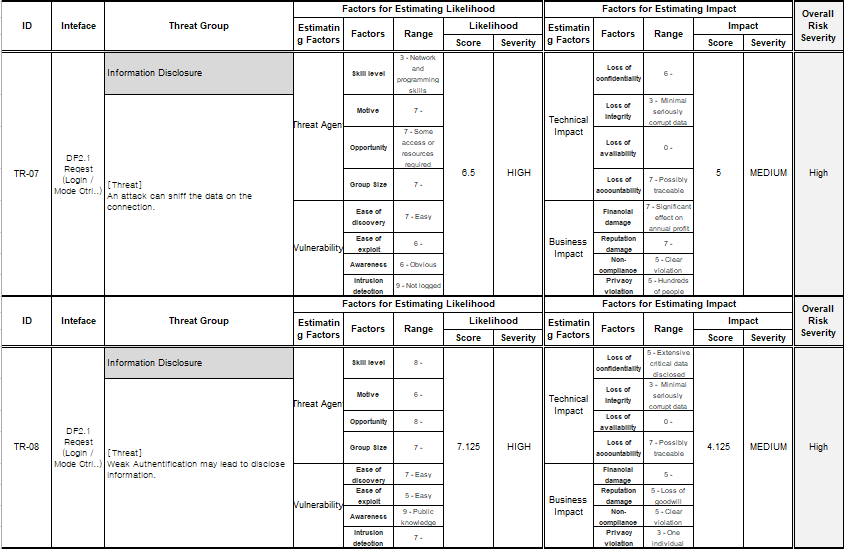 ID
Inteface
Threat Group
Factors for Estimating Likelihood
Factors for Estimating Impact
Overall
Risk
Severity
Estimatin
g Factors
Factors
Range
Likelihood
Score
Severity
Estimatin
g Factors
Factors
Range
Impact
Score
Severity
TR-07
DF2.1
Reqest
(Login /
Mode Ctrl..)
Information Disclosure
[Threat]
An attack can sniff the data on the
connection.
Threat Agen
Skill level
3 - Network
and
programming
skills
Motive
7 -
Opportunity
7 - Some
access or
resources
required
Group Size
7 -
Vulnerability
Ease of
discovery
7 - Easy
Ease of
exploit
6 -
Awareness
6 - Obvious
Intrusion
detection
9 - Not logged
6.5
HIGH
Technical
Impact
Loss of
confidentiality
6 -
Loss of
integrity
3 - Minimal
seriously
corrupt data
Loss of
availability
0 -
Loss of
accountability
7 - Possibly
traceable
Business
Impact
Financial
damage
7 - Significant
effect on
annual profit
Reputation
damage
7 -
Non-
compliance
5 - Clear
violation
Privacy
violation
5 - Hundreds
of people
5
MEDIUM
High
ID
Inteface
Threat Group
Factors for Estimating Likelihood
Factors for Estimating Impact
Overall
Risk
Severity
Estimatin
g Factors
Factors
Range
Likelihood
Score
Severity
Estimatin
g Factors
Factors
Range
Impact
Score
Severity
TR-08
DF2.1
Reqest
(Login /
Mode Ctrl..)
Information Disclosure
[Threat]
Weak Authentification may lead to disclose
information.
Threat Agen
Skill level
8 -
Motive
6 -
Opportunity
8 -
Group Size
7 -
Vulnerability
Ease of
discovery
7 - Easy
Ease of
exploit
5 - Easy
Awareness
9 - Public
knowledge
Intrusion
detection
7 -
7.125
HIGH
Technical
Impact
Loss of
confidentiality
5 - Extensive
critical data
disclosed
Loss of
integrity
3 - Minimal
seriously
corrupt data
Loss of
availability
0 -
Loss of
accountability
7 - Possibly
traceable
Business
Impact
Financial
damage
5 -
Reputation
damage
5 - Loss of
goodwill
Non-
compliance
5 - Clear
violation
Privacy
violation
3 - One
individual
4.125
MEDIUM
High